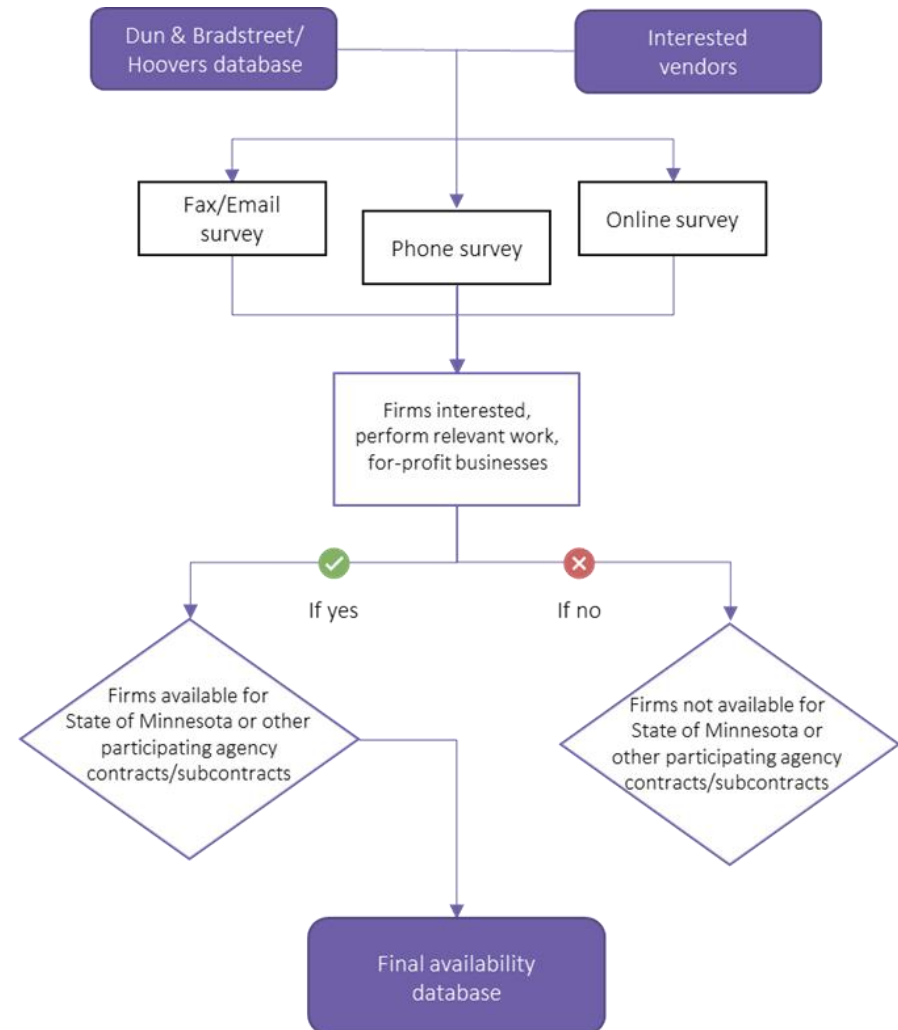 Dun & Bradstreet/
Hoovers database
Interested
vendors
Fax/Email
survey
Phone survey
Online survey
Firms interested,
perform relevant work,
for-profit businesses
If yes
If no
Firms available for
State of Minnesota or other
participating agency
contracts/subcontracts
Firms not available for
State of Minnesota or
other participating agency
contracts/subcontracts
Final availability
database